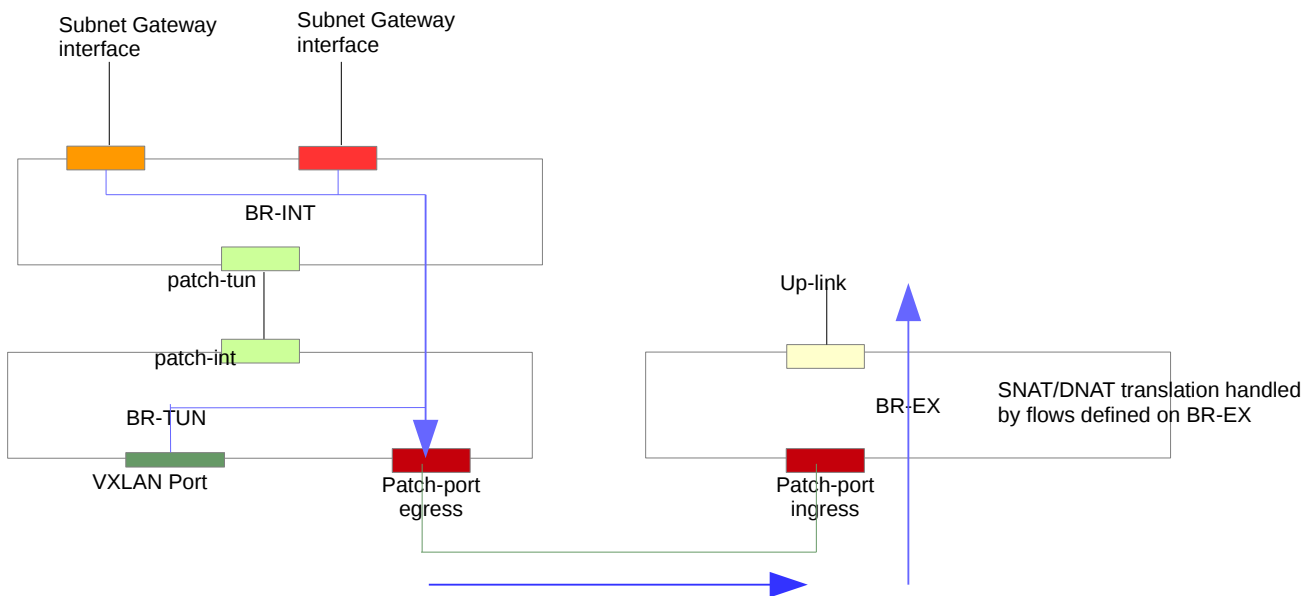 Subnet Gateway
interface
Subnet Gateway
interface
BR-INT
patch-tun
patch-int
BR-TUN
VXLAN Port
Patch-port
egress
Up-link
BR-EX
SNAT/DNAT translation handled
by flows defined on BR-EX
Patch-port
ingress